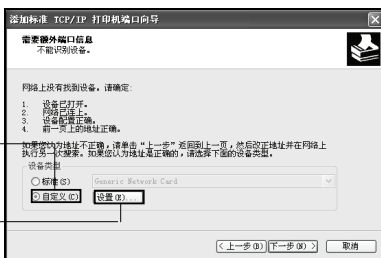 添加标准 TCP/IP 打印机端口向导
需要额外端口信息
不能识别设备。
网络上没有找到设备。请确定:
1. 设备已打开。
2. 网络已连上。
3. 设备配置正确。
4. 前一页上的地址正确。
如果您认为地址不正确，请单击“上一步”返回到上一页，然后改正地址并在网络上
执行另一次搜索。如果您认为地址是正确的，请选择下面的设备类型。
设备类型
标准(S)
Generic Network Card
自定义(C)
设置(E)...
< 上一步(B)
下一步(N) >
取消